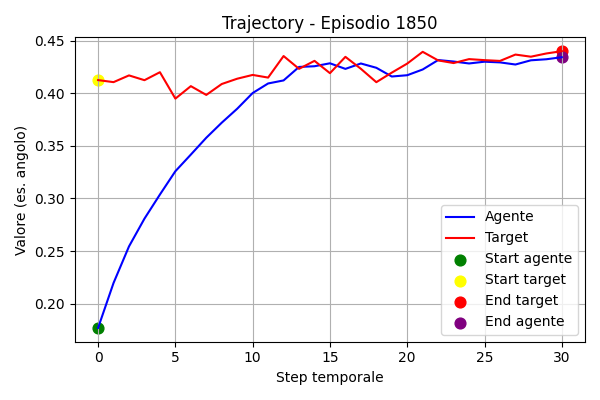 Trajectory - Episodio 1850
Valore (es. angolo)
0.45
0.40
0.35
0.30
0.25
0.20
0 5 10 15 20 25 30
Step temporale
Agente
Target
Start agente
Start target
End target
End agente